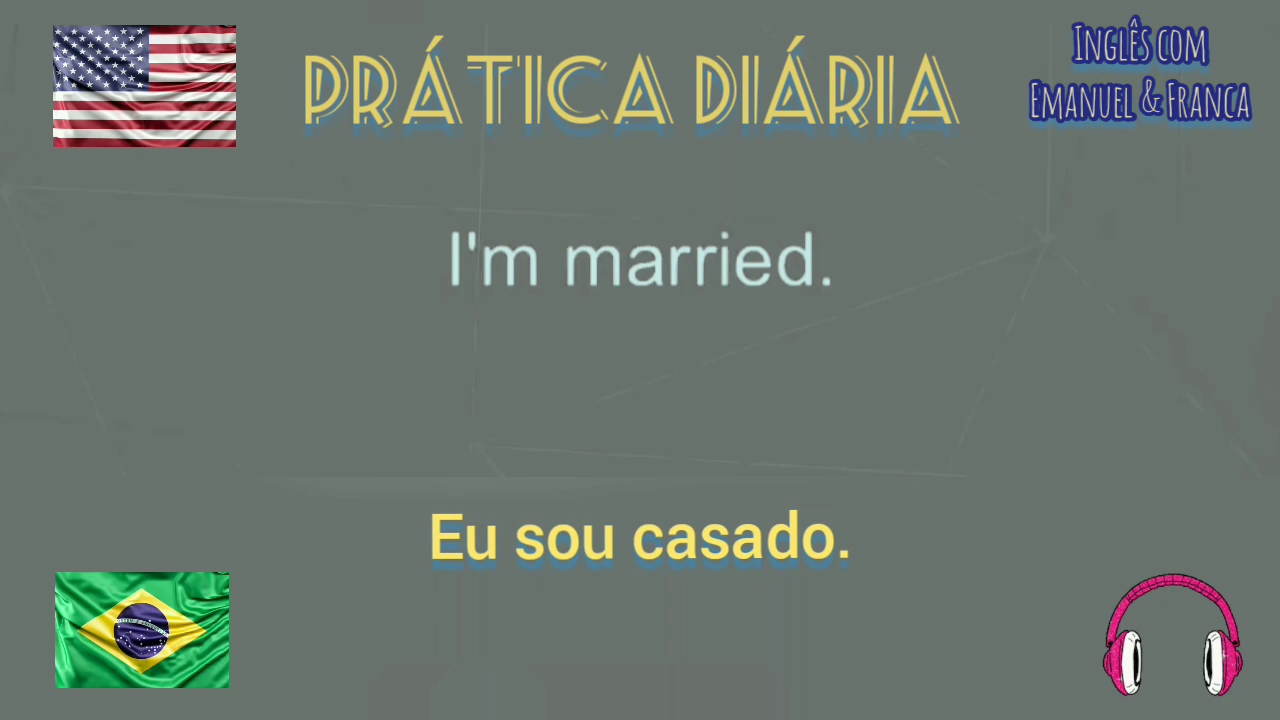 PRÁTICA DIÁRIA
Inglês com
Emanuel & Franca
I'm married.
Eu sou casado.